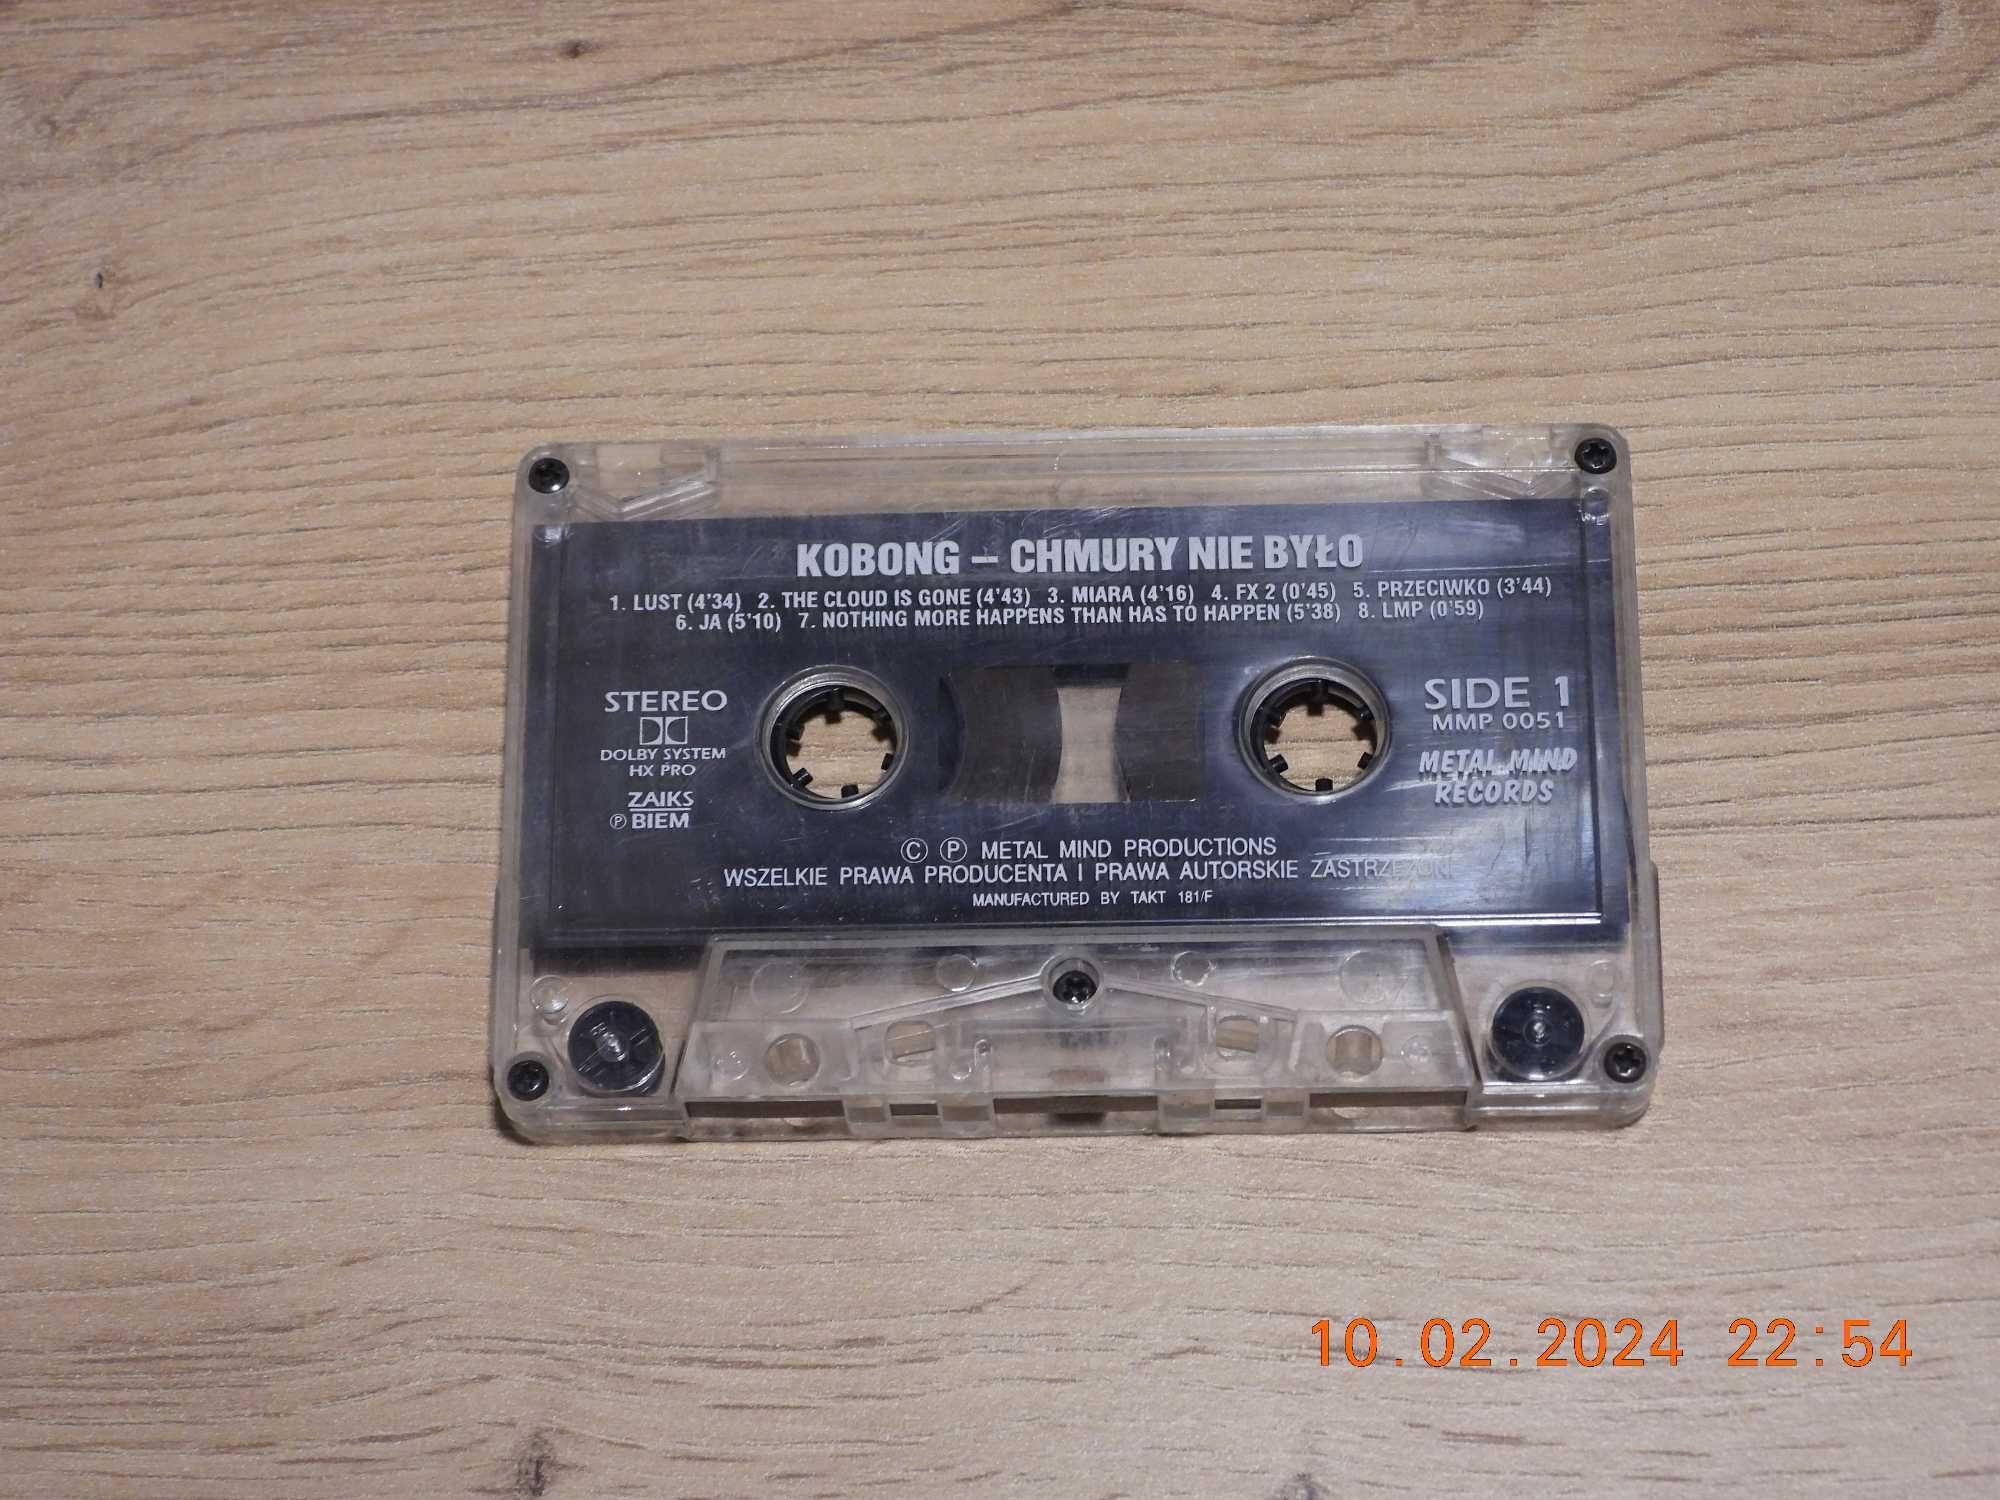 KOBONG – CHMURY NIE BYŁO
1. LUST (4'34) 2. THE CLOUD IS GONE (4'43) 3. MIARA (4'16) 4. FX 2 (0'45) 5. PRZECIWKO (3'44)
6. JA (5'10) 7. NOTHING MORE HAPPENS THAN HAS TO HAPPEN (5'38) 8. LMP (0'59)
STEREO
DOLBY SYSTEM
HX PRO
ZAIKS
Ⓟ BIEM
SIDE 1
MMP 0051
METAL MIND
RECORDS
Ⓒ Ⓟ METAL MIND PRODUCTIONS
WSZELKIE PRAWA PRODUCENTA I PRAWA AUTORSKIE ZASTRZEŻONE
MANUFACTURED BY TAKT 181/F
10.02.2024 22:54